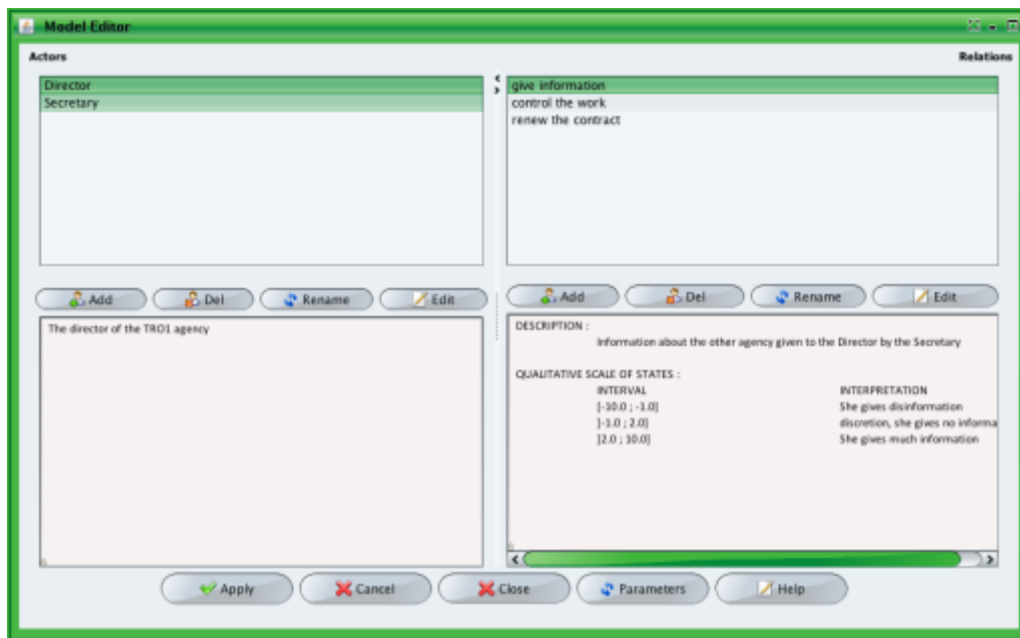 Model Editor
Actors
Relations
Director
Secretary
give information
control the work
renew the contract
Add Del Rename Edit
Add Del Rename Edit
The director of the TRO1 agency
DESCRIPTION :
Information about the other agency given to the Director by the Secretary
QUALITATIVE SCALE OF STATES :
INTERVAL INTERPRETATION
[-10.0 ; -1.0] She gives disinformation
]-1.0 ; 2.0] discretion, she gives no informa
]2.0 ; 10.0] She gives much information
Apply Cancel Close Parameters Help